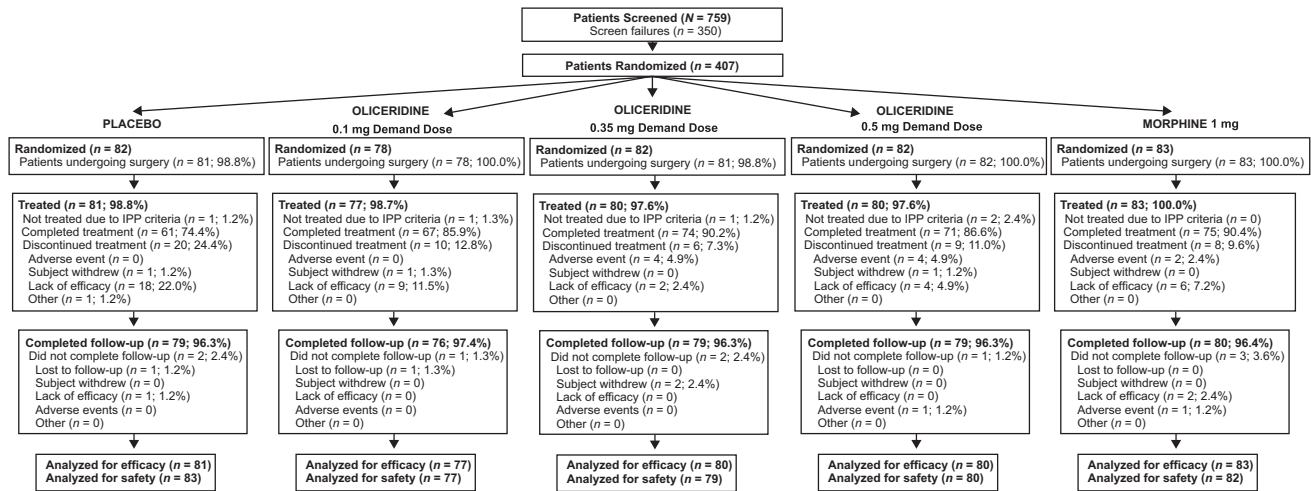 Patients Screened (N = 759)
Screen failures (n = 350)
Patients Randomized (n = 407)
PLACEBO
Randomized (n = 82)
Patients undergoing surgery (n = 81; 98.8%)
Treated (n = 81; 98.8%)
Not treated due to IPP criteria (n = 1; 1.2%)
Completed treatment (n = 61; 74.4%)
Discontinued treatment (n = 20; 24.4%)
Adverse event (n = 0)
Subject withdrew (n = 1; 1.2%)
Lack of efficacy (n = 18; 22.0%)
Other (n = 1; 1.2%)
Completed follow-up (n = 79; 96.3%)
Did not complete follow-up (n = 2; 2.4%)
Lost to follow-up (n = 1; 1.2%)
Subject withdrew (n = 0)
Lack of efficacy (n = 1; 1.2%)
Adverse events (n = 0)
Other (n = 0)
Analyzed for efficacy (n = 81)
Analyzed for safety (n = 83)
OLICERIDINE
0.1 mg Demand Dose
Randomized (n = 78)
Patients undergoing surgery (n = 78; 100.0%)
Treated (n = 77; 98.7%)
Not treated due to IPP criteria (n = 1; 1.3%)
Completed treatment (n = 67; 85.9%)
Discontinued treatment (n = 10; 12.8%)
Adverse event (n = 0)
Subject withdrew (n = 1; 1.3%)
Lack of efficacy (n = 9; 11.5%)
Other (n = 0)
Completed follow-up (n = 76; 97.4%)
Did not complete follow-up (n = 1; 1.3%)
Lost to follow-up (n = 1; 1.3%)
Subject withdrew (n = 0)
Lack of efficacy (n = 0)
Adverse events (n = 0)
Other (n = 0)
Analyzed for efficacy (n = 77)
Analyzed for safety (n = 77)
OLICERIDINE
0.35 mg Demand Dose
Randomized (n = 82)
Patients undergoing surgery (n = 81; 98.8%)
Treated (n = 80; 97.6%)
Not treated due to IPP criteria (n = 1; 1.2%)
Completed treatment (n = 74; 90.2%)
Discontinued treatment (n = 6; 7.3%)
Adverse event (n = 4; 4.9%)
Subject withdrew (n = 0)
Lack of efficacy (n = 2; 2.4%)
Other (n = 0)
Completed follow-up (n = 79; 96.3%)
Did not complete follow-up (n = 2; 2.4%)
Lost to follow-up (n = 0)
Subject withdrew (n = 2; 2.4%)
Lack of efficacy (n = 0)
Adverse events (n = 0)
Other (n = 0)
Analyzed for efficacy (n = 80)
Analyzed for safety (n = 79)
OLICERIDINE
0.5 mg Demand Dose
Randomized (n = 82)
Patients undergoing surgery (n = 82; 100.0%)
Treated (n = 80; 97.6%)
Not treated due to IPP criteria (n = 2; 2.4%)
Completed treatment (n = 71; 86.6%)
Discontinued treatment (n = 9; 11.0%)
Adverse event (n = 4; 4.9%)
Subject withdrew (n = 1; 1.2%)
Lack of efficacy (n = 4; 4.9%)
Other (n = 0)
Completed follow-up (n = 79; 96.3%)
Did not complete follow-up (n = 1; 1.2%)
Lost to follow-up (n = 0)
Subject withdrew (n = 0)
Lack of efficacy (n = 0)
Adverse event (n = 1; 1.2%)
Other (n = 0)
Analyzed for efficacy (n = 80)
Analyzed for safety (n = 80)
MORPHINE 1 mg
Randomized (n = 83)
Patients undergoing surgery (n = 83; 100.0%)
Treated (n = 83; 100.0%)
Not treated due to IPP criteria (n = 0)
Completed treatment (n = 75; 90.4%)
Discontinued treatment (n = 8; 9.6%)
Adverse event (n = 2; 2.4%)
Subject withdrew (n = 0)
Lack of efficacy (n = 6; 7.2%)
Other (n = 0)
Completed follow-up (n = 80; 96.4%)
Did not complete follow-up (n = 3; 3.6%)
Lost to follow-up (n = 0)
Subject withdrew (n = 0)
Lack of efficacy (n = 2; 2.4%)
Adverse event (n = 1; 1.2%)
Other (n = 0)
Analyzed for efficacy (n = 83)
Analyzed for safety (n = 82)